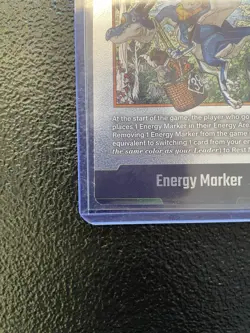 At the start of the game, the player who go
places 1 Energy Marker in their Energy Are
Removing 1 Energy Marker from the game
equivalent to switching 1 card from your en
the same color as your Leader) to Rest
Energy Marker